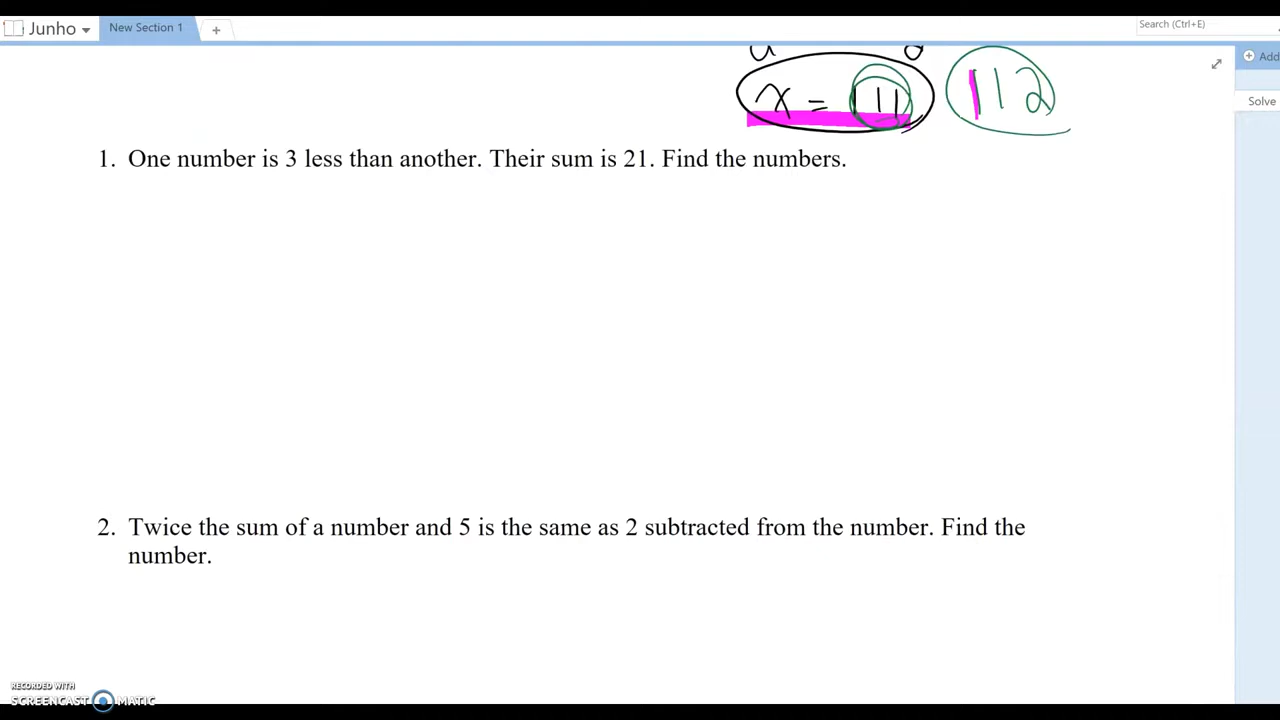 Junho
New Section 1
+
Search (Ctrl+E)
Add
Solve
x = 111
112
1. One number is 3 less than another. Their sum is 21. Find the numbers.
2. Twice the sum of a number and 5 is the same as 2 subtracted from the number. Find the
number.
RECORDED WITH
SCREENCAST MATIC